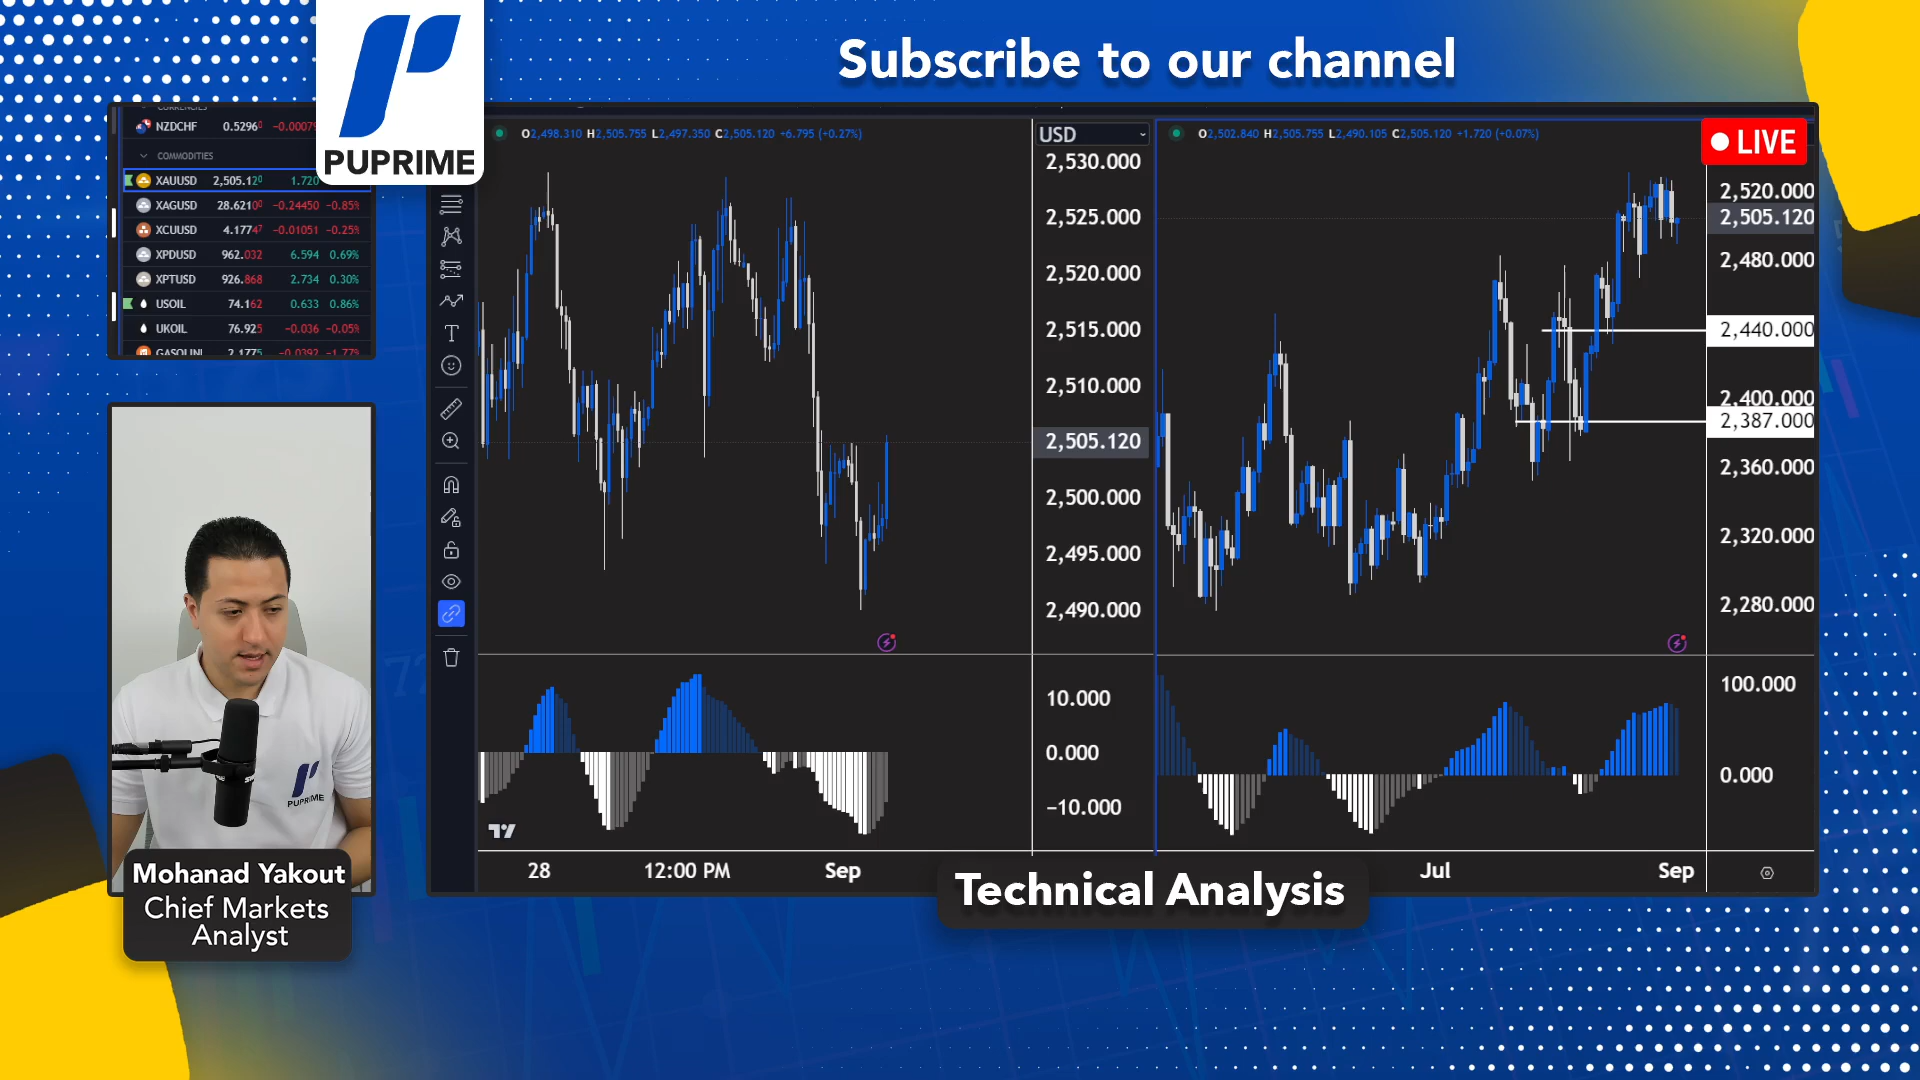 Subscribe to our channel
PUPRIME
LIVE
NZDCHF 0.5296⁰ −0.00079
COMMODITIES
XAUUSD 2,505.12⁰ 1.720
XAGUSD 28.6210⁰ −0.24450 −0.85%
XCUUSD 4.1774⁷ −0.01051 −0.25%
XPDUSD 962.032 6.594 0.69%
XPTUSD 926.868 2.734 0.30%
USOIL 74.162 0.633 0.86%
UKOIL 76.925 −0.036 −0.05%
O2,498.310 H2,505.755 L2,497.350 C2,505.120 +6.795 (+0.27%)
USD
2,530.000
2,525.000
2,520.000
2,515.000
2,510.000
2,505.120
2,500.000
2,495.000
2,490.000
10.000
0.000
−10.000
28 12:00 PM Sep
O2,502.840 H2,505.755 L2,490.105 C2,505.120 +1.720 (+0.07%)
2,520.000
2,505.120
2,480.000
2,440.000
2,400.000
2,387.000
2,360.000
2,320.000
2,280.000
100.000
0.000
Jul Sep
PUPRIME
Mohanad Yakout
Chief Markets
Analyst
Technical Analysis